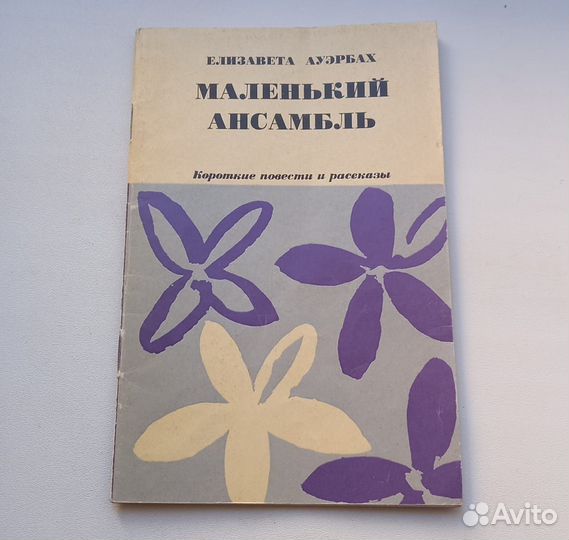 ЕЛИЗАВЕТА АУЭРБАХ
МАЛЕНЬКИЙ
АНСАМБЛЬ
Короткие повести и рассказы
Avito